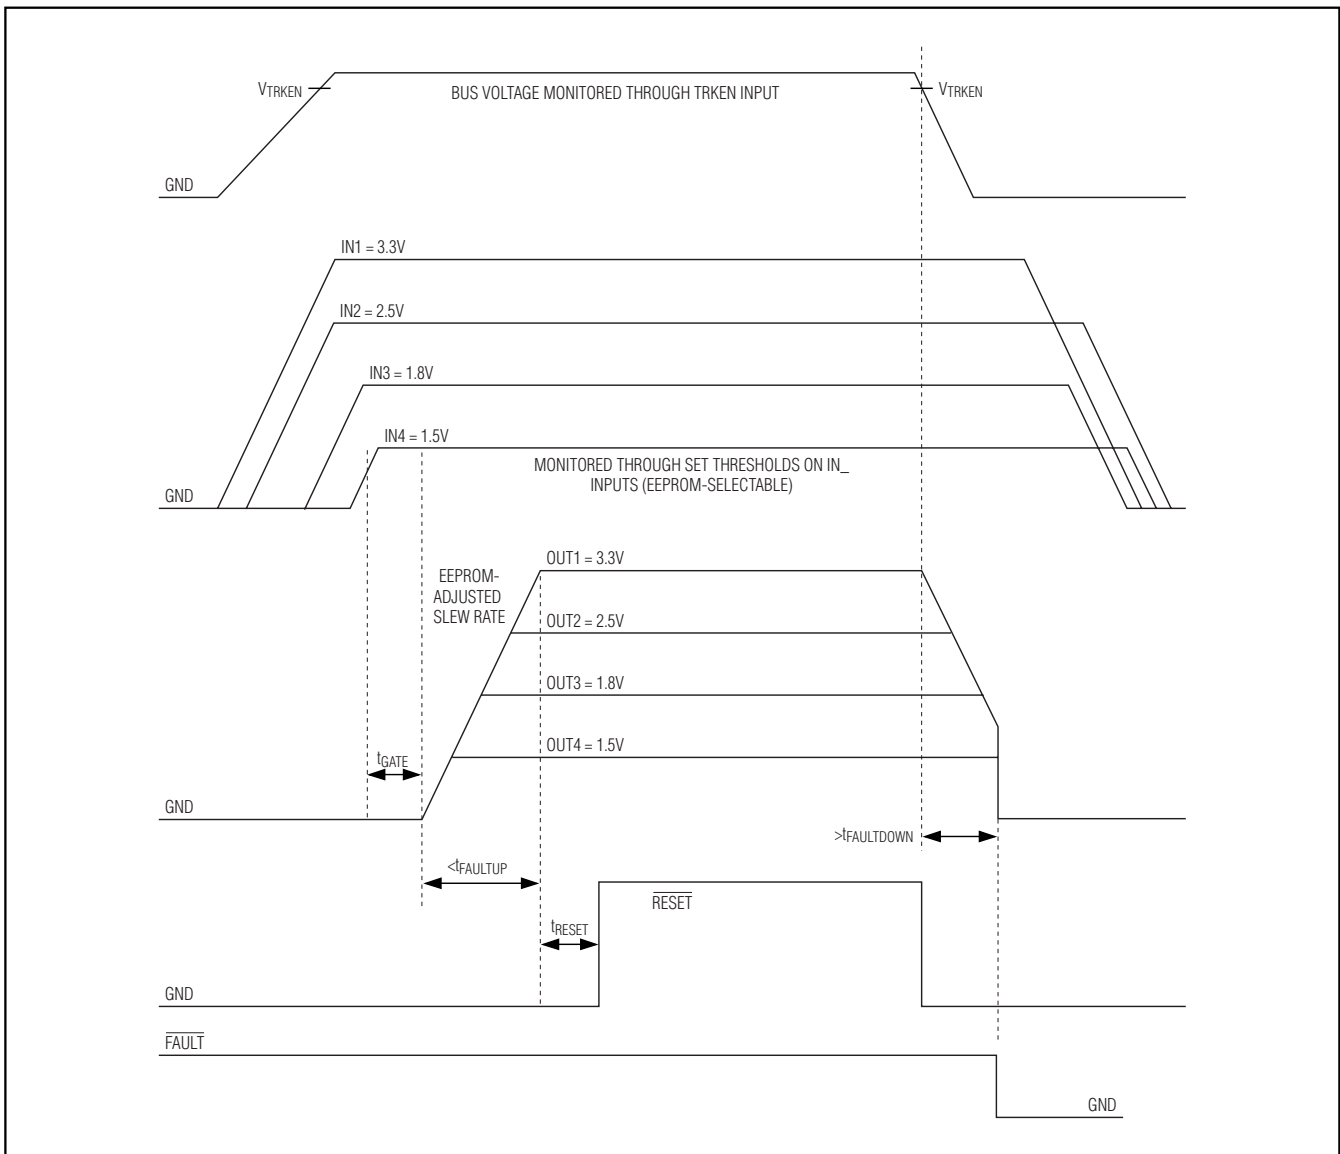 VTRKEN
BUS VOLTAGE MONITORED THROUGH TRKEN INPUT
VTRKEN
GND
IN1 = 3.3V
IN2 = 2.5V
IN3 = 1.8V
IN4 = 1.5V
MONITORED THROUGH SET THRESHOLDS ON IN_
INPUTS (EEPROM-SELECTABLE)
GND
OUT1 = 3.3V
EEPROM-
ADJUSTED
SLEW RATE
OUT2 = 2.5V
OUT3 = 1.8V
OUT4 = 1.5V
tGATE
GND
>tFAULTDOWN
<tFAULTUP
RESET
tRESET
GND
FAULT
GND